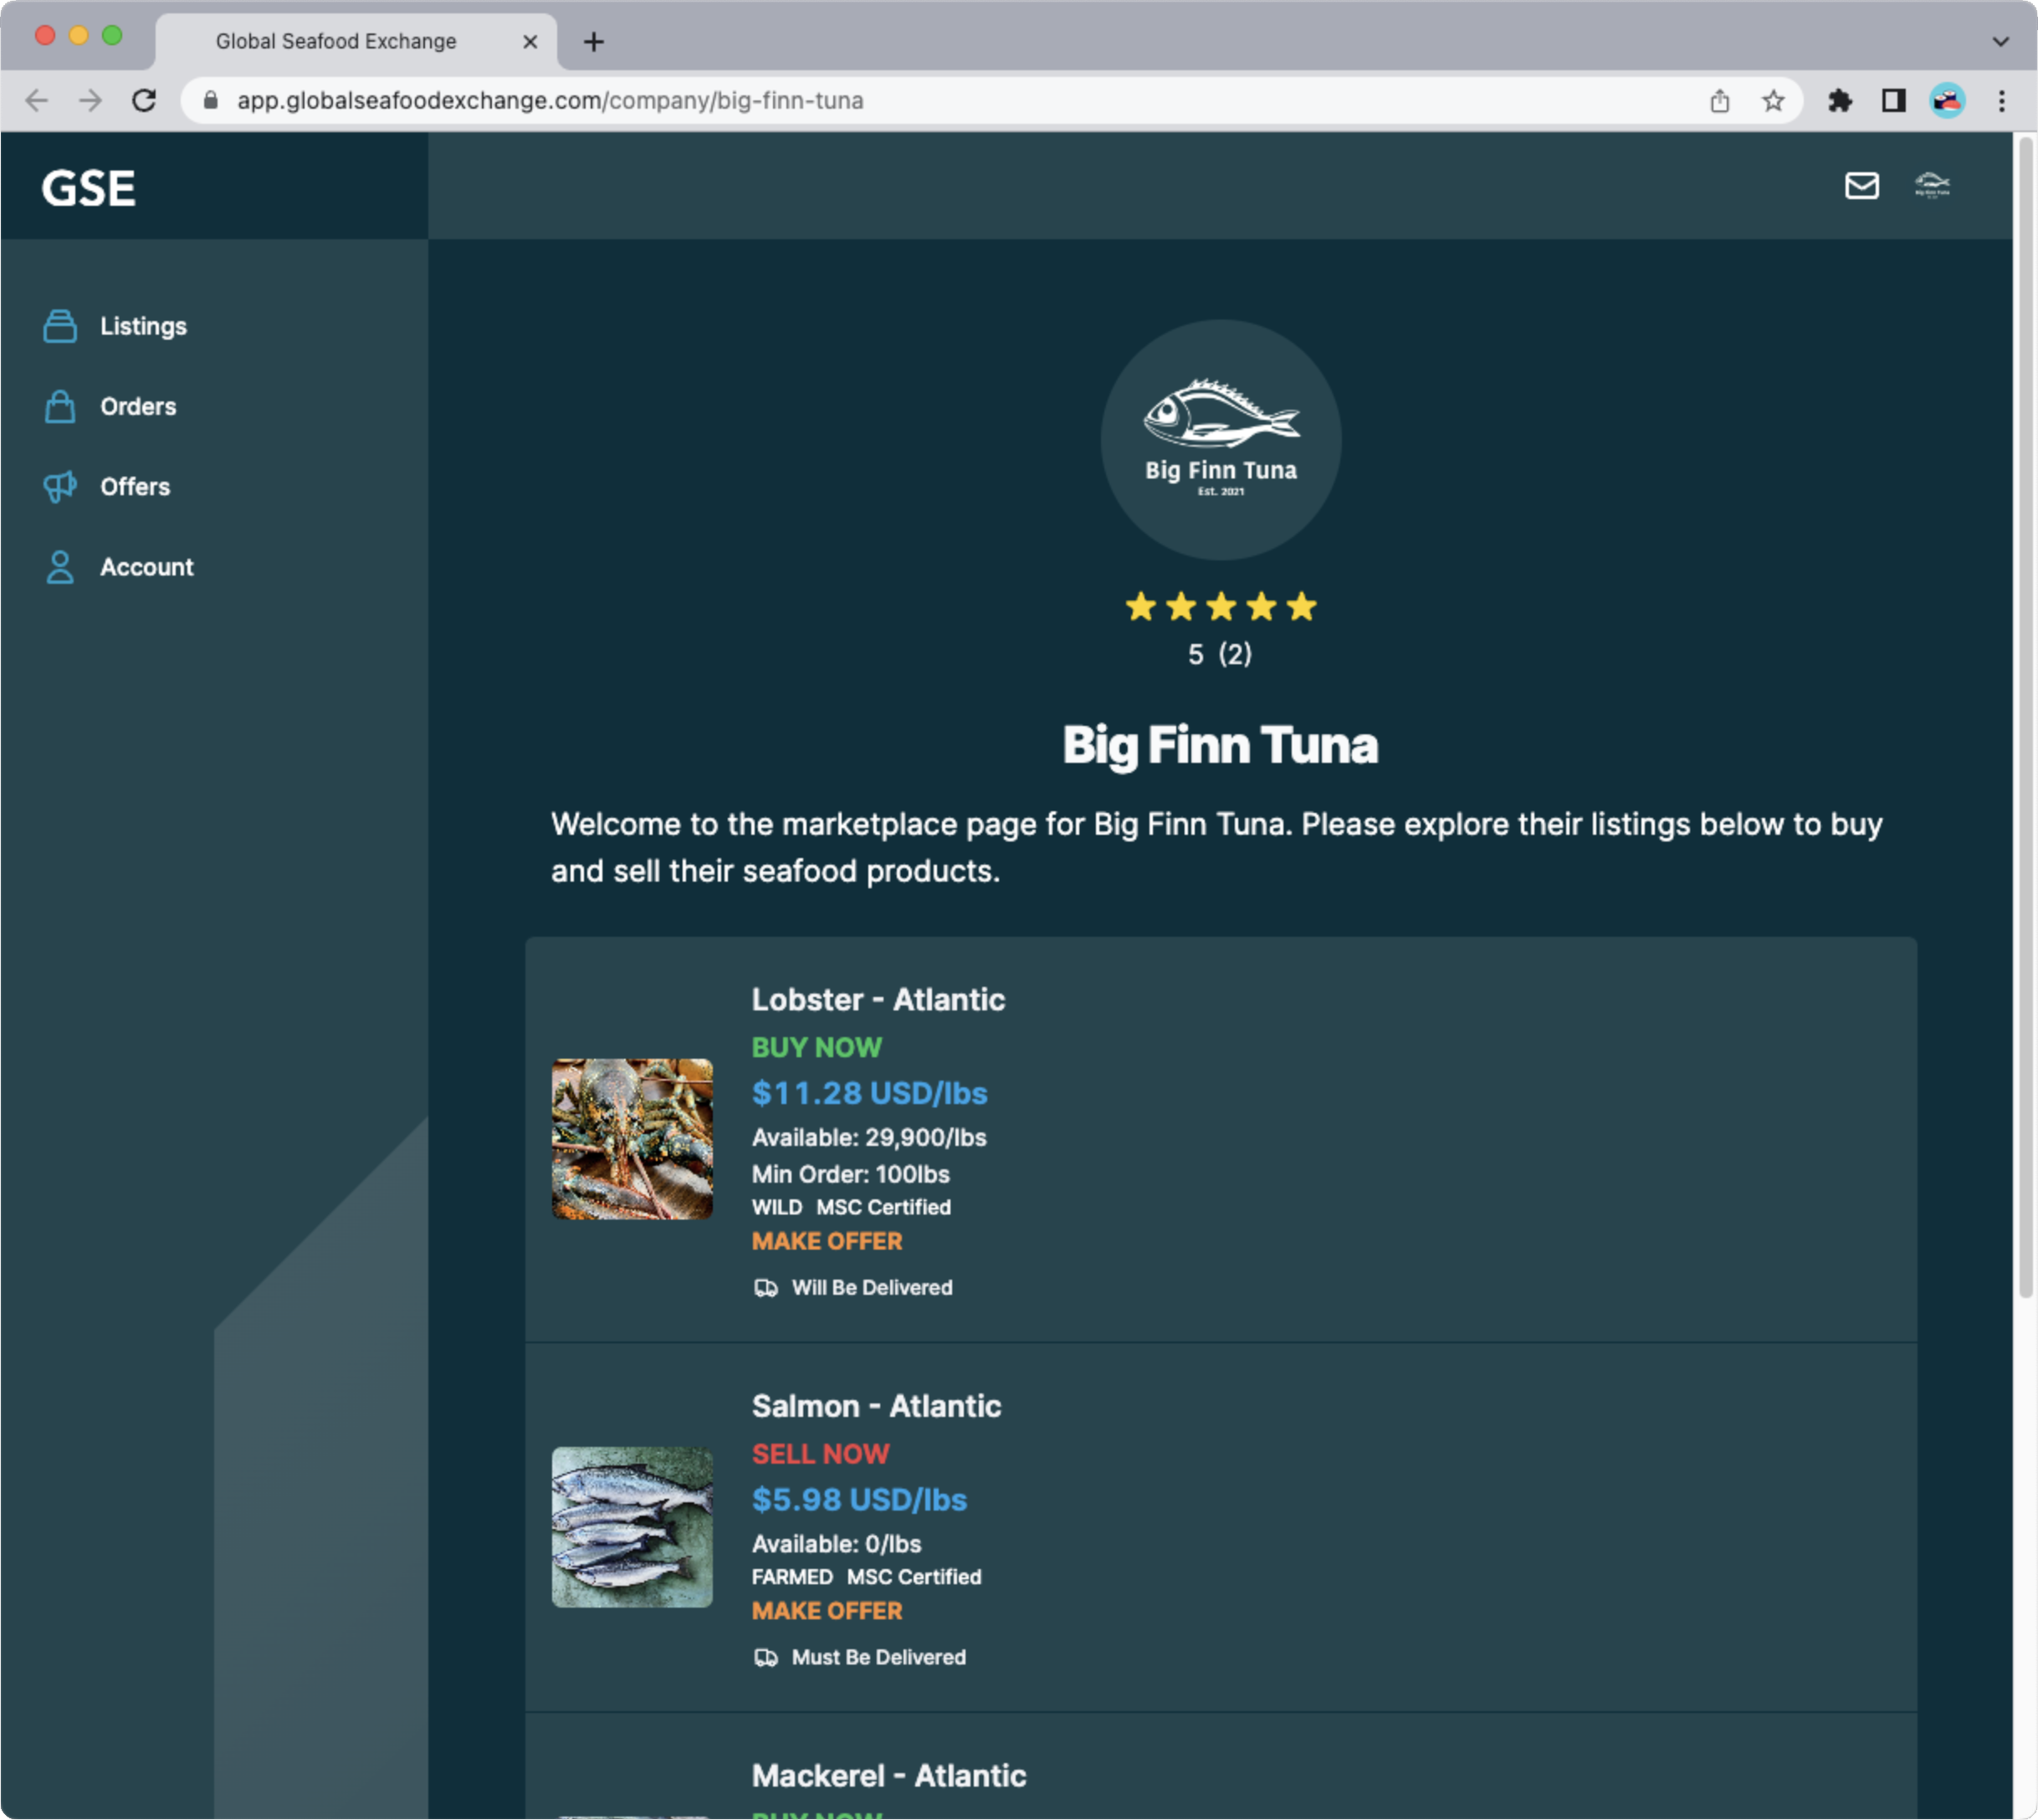 Global Seafood Exchange
app.globalseafoodexchange.com/company/big-finn-tuna
GSE
Listings
Orders
Offers
Account
Big Finn Tuna
Est. 2021
5 (2)
Big Finn Tuna
Welcome to the marketplace page for Big Finn Tuna. Please explore their listings below to buy
and sell their seafood products.
Lobster - Atlantic
BUY NOW
$11.28 USD/lbs
Available: 29,900/lbs
Min Order: 100lbs
WILD MSC Certified
MAKE OFFER
Will Be Delivered
Salmon - Atlantic
SELL NOW
$5.98 USD/lbs
Available: 0/lbs
FARMED MSC Certified
MAKE OFFER
Must Be Delivered
Mackerel - Atlantic
BUY NOW